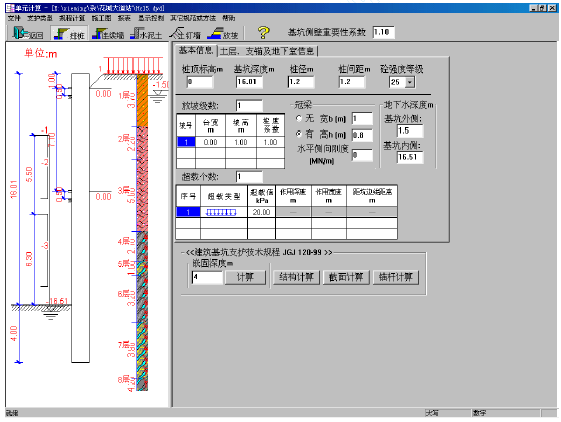 单元计算 - [E:\xieming\杂\花城大道站\Mc15.dyd]
文件 支护类型 规程计算 施工图 报表 显示控制 其它规范或方法 帮助
返回 排桩 连续墙 水泥土 土钉墙 放坡 ? 基坑侧壁重要性系数 1.10
单位:m
基本信息 土层、支锚及地下室信息
桩顶标高m 基坑深度m 桩径m 桩间距m 砼强度等级
0 16.01 1.2 1.2 25
放坡级数: 1
坡号 台宽m 坡高m 坡度系数
1 0.00 1.00 1.00
冠梁
无 宽b [m] 1
有 高h [m] 0.8
水平侧向刚度 [MN/m] 0
地下水深度m
基坑外侧: 1.5
基坑内侧: 16.51
超载个数: 1
序号 超载类型 超载值kPa 作用深度m 作用宽度m 距坑边线距离m
1 20.00 — — —
<<建筑基坑支护技术规程 JGJ 120-99 >>
嵌固深度m
4 计算 结构计算 截面计算 锚杆计算
1
-1.50
0.00
0.00
-16.51
16.01
5.50
6.30
4.00
1层
2层
3层
4层
5层
6层
7层
8层
就绪 大写 数字